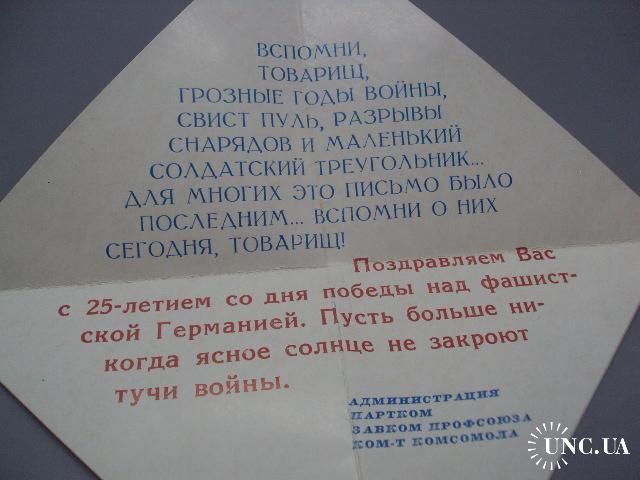 ВСПОМНИ,
ТОВАРИЩ,
ГРОЗНЫЕ ГОДЫ ВОЙНЫ,
СВИСТ ПУЛЬ, РАЗРЫВЫ
СНАРЯДОВ И МАЛЕНЬКИЙ
СОЛДАТСКИЙ ТРЕУГОЛЬНИК...
ДЛЯ МНОГИХ ЭТО ПИСЬМО БЫЛО
ПОСЛЕДНИМ... ВСПОМНИ О НИХ
СЕГОДНЯ, ТОВАРИЩ!
Поздравляем Вас
с 25-летием со дня победы над фашист-
ской Германией. Пусть больше ни-
когда ясное солнце не закроют
тучи войны.
АДМИНИСТРАЦИЯ
ПАРТКОМ
ЗАВКОМ ПРОФСОЮЗА
КОМ-Т КОМСОМОЛА
UNC.UA